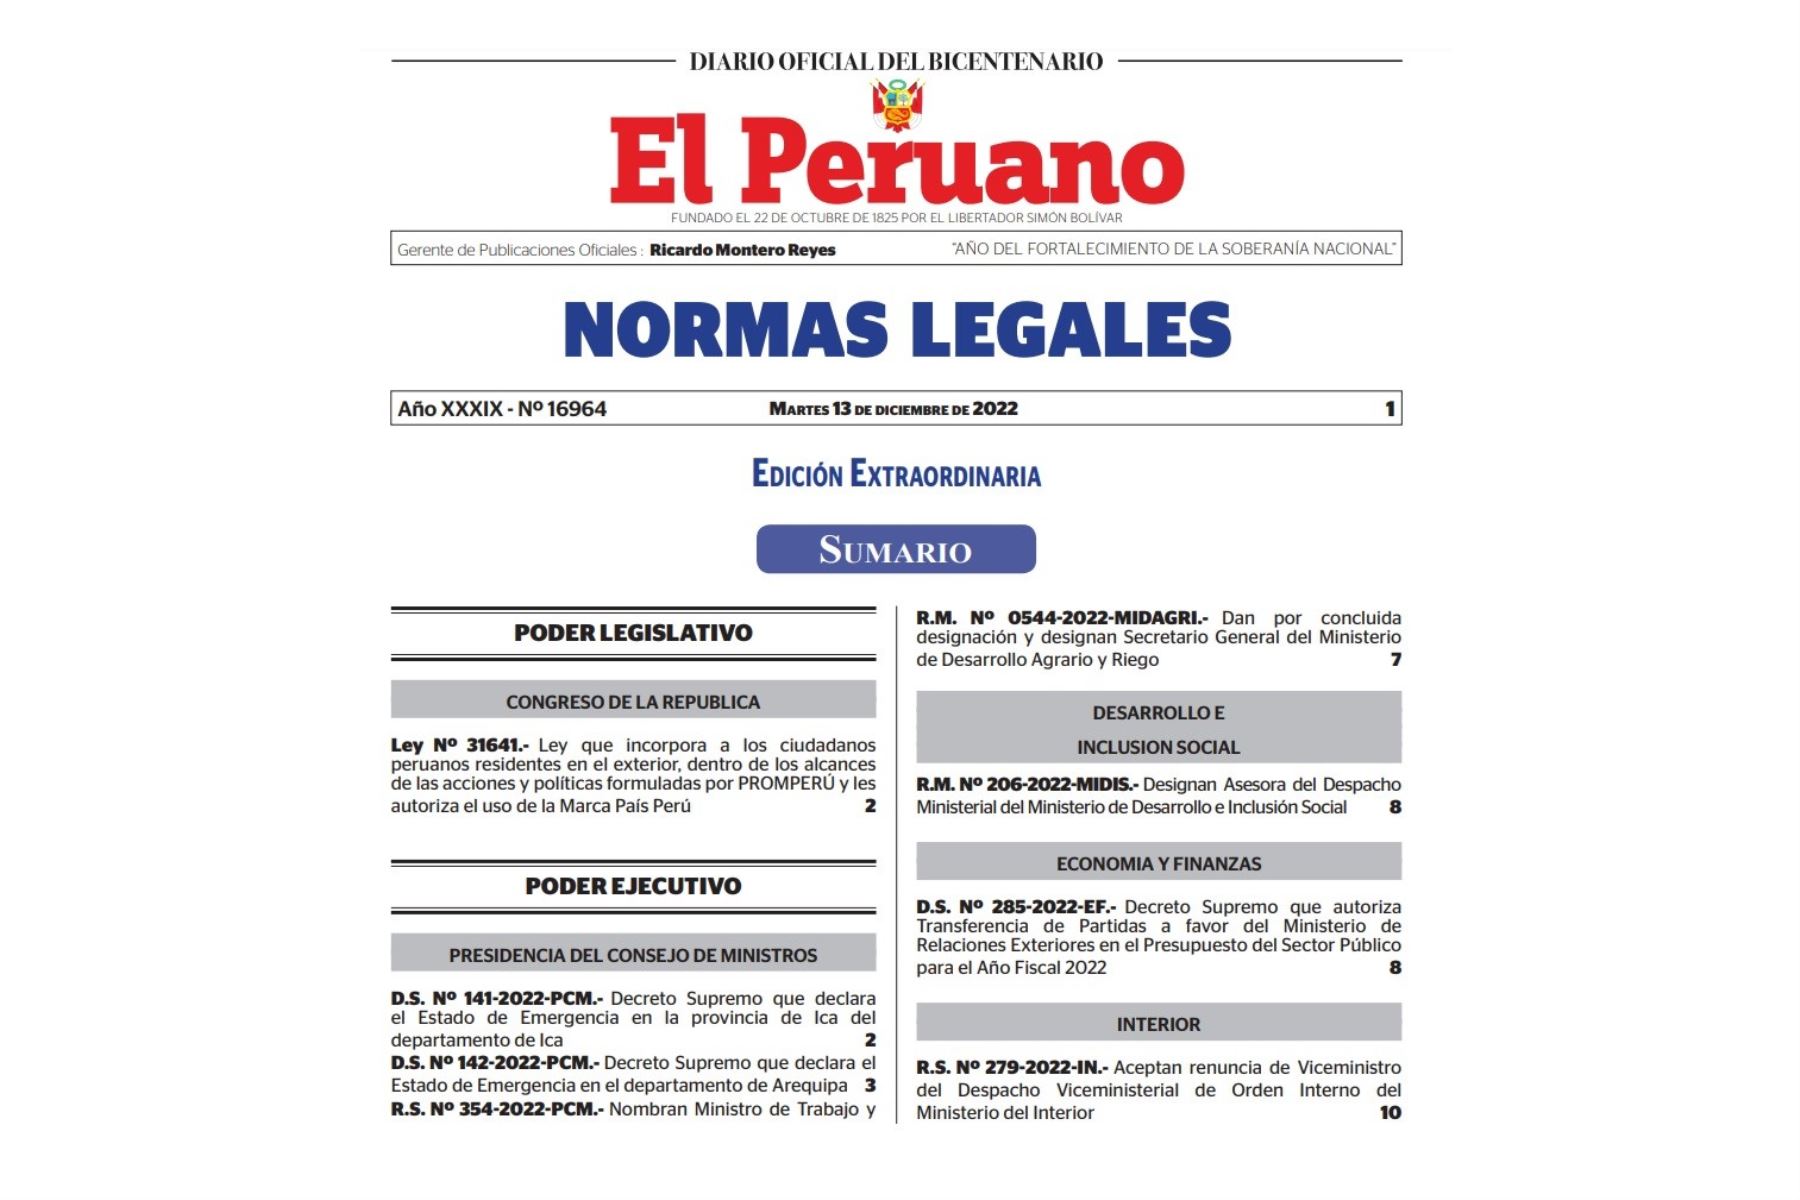 DIARIO OFICIAL DEL BICENTENARIO
El Peruano
FUNDADO EL 22 DE OCTUBRE DE 1825 POR EL LIBERTADOR SIMÓN BOLÍVAR
Gerente de Publicaciones Oficiales : Ricardo Montero Reyes "AÑO DEL FORTALECIMIENTO DE LA SOBERANÍA NACIONAL"
NORMAS LEGALES
Año XXXIX - Nº 16964 MARTES 13 DE DICIEMBRE DE 2022 1
EDICIÓN EXTRAORDINARIA
SUMARIO
PODER LEGISLATIVO
CONGRESO DE LA REPUBLICA
Ley Nº 31641.- Ley que incorpora a los ciudadanos
peruanos residentes en el exterior, dentro de los alcances
de las acciones y políticas formuladas por PROMPERÚ y les
autoriza el uso de la Marca País Perú 2
PODER EJECUTIVO
PRESIDENCIA DEL CONSEJO DE MINISTROS
D.S. Nº 141-2022-PCM.- Decreto Supremo que declara
el Estado de Emergencia en la provincia de Ica del
departamento de Ica 2
D.S. Nº 142-2022-PCM.- Decreto Supremo que declara el
Estado de Emergencia en el departamento de Arequipa 3
R.S. Nº 354-2022-PCM.- Nombran Ministro de Trabajo y
R.M. Nº 0544-2022-MIDAGRI.- Dan por concluida
designación y designan Secretario General del Ministerio
de Desarrollo Agrario y Riego 7
DESARROLLO E
INCLUSION SOCIAL
R.M. Nº 206-2022-MIDIS.- Designan Asesora del Despacho
Ministerial del Ministerio de Desarrollo e Inclusión Social 8
ECONOMIA Y FINANZAS
D.S. Nº 285-2022-EF.- Decreto Supremo que autoriza
Transferencia de Partidas a favor del Ministerio de
Relaciones Exteriores en el Presupuesto del Sector Público
para el Año Fiscal 2022 8
INTERIOR
R.S. Nº 279-2022-IN.- Aceptan renuncia de Viceministro
del Despacho Viceministerial de Orden Interno del
Ministerio del Interior 10